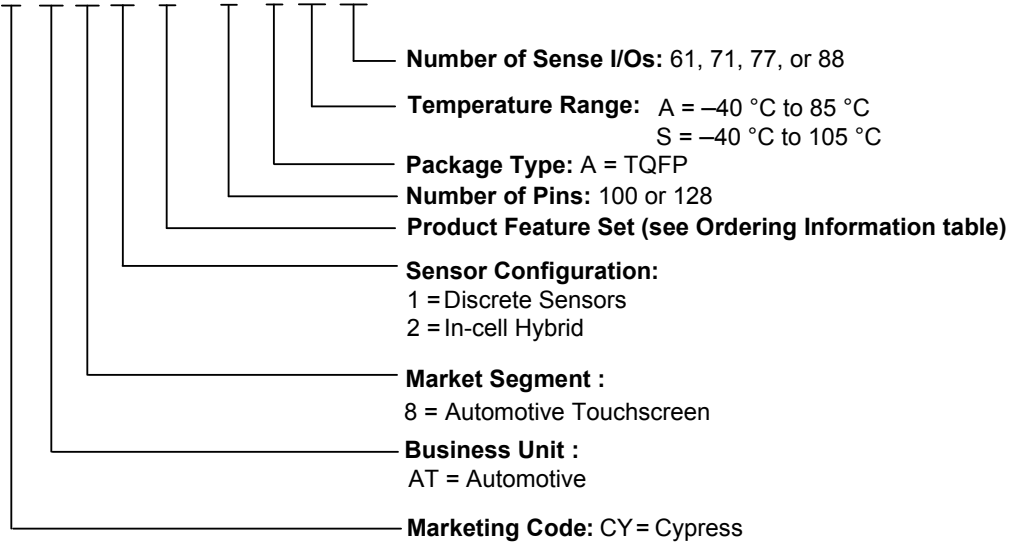 Number of Sense I/Os: 61, 71, 77, or 88
Temperature Range: A = –40 °C to 85 °C
S = –40 °C to 105 °C
Package Type: A = TQFP
Number of Pins: 100 or 128
Product Feature Set (see Ordering Information table)
Sensor Configuration:
1 = Discrete Sensors
2 = In-cell Hybrid
Market Segment :
8 = Automotive Touchscreen
Business Unit :
AT = Automotive
Marketing Code: CY = Cypress